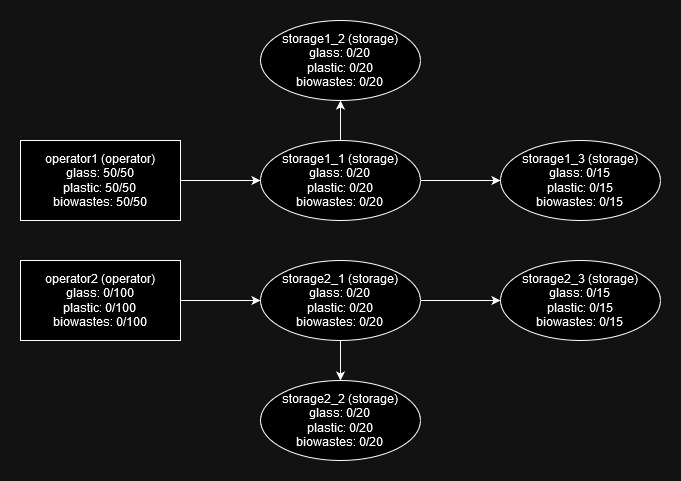 storage1_2 (storage)
glass: 0/20
plastic: 0/20
biowastes: 0/20
operator1 (operator)
glass: 50/50
plastic: 50/50
biowastes: 50/50
storage1_1 (storage)
glass: 0/20
plastic: 0/20
biowastes: 0/20
storage1_3 (storage)
glass: 0/15
plastic: 0/15
biowastes: 0/15
operator2 (operator)
glass: 0/100
plastic: 0/100
biowastes: 0/100
storage2_1 (storage)
glass: 0/20
plastic: 0/20
biowastes: 0/20
storage2_3 (storage)
glass: 0/15
plastic: 0/15
biowastes: 0/15
storage2_2 (storage)
glass: 0/20
plastic: 0/20
biowastes: 0/20